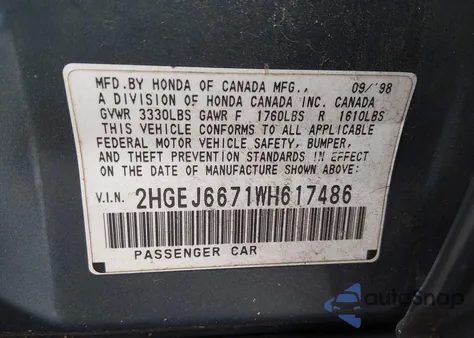 MFD. BY HONDA OF CANADA MFG., 09/'98
A DIVISION OF HONDA CANADA INC. CANADA
GVWR 3330LBS GAWR F 1760LBS R 1610LBS
THIS VEHICLE CONFORMS TO ALL APPLICABLE
FEDERAL MOTOR VEHICLE SAFETY, BUMPER,
AND THEFT PREVENTION STANDARDS IN EFFECT
ON THE DATE OF MANUFACTURE SHOWN ABOVE:
V.I.N. 2HGEJ6671WH617486
PASSENGER CAR
autoSnap